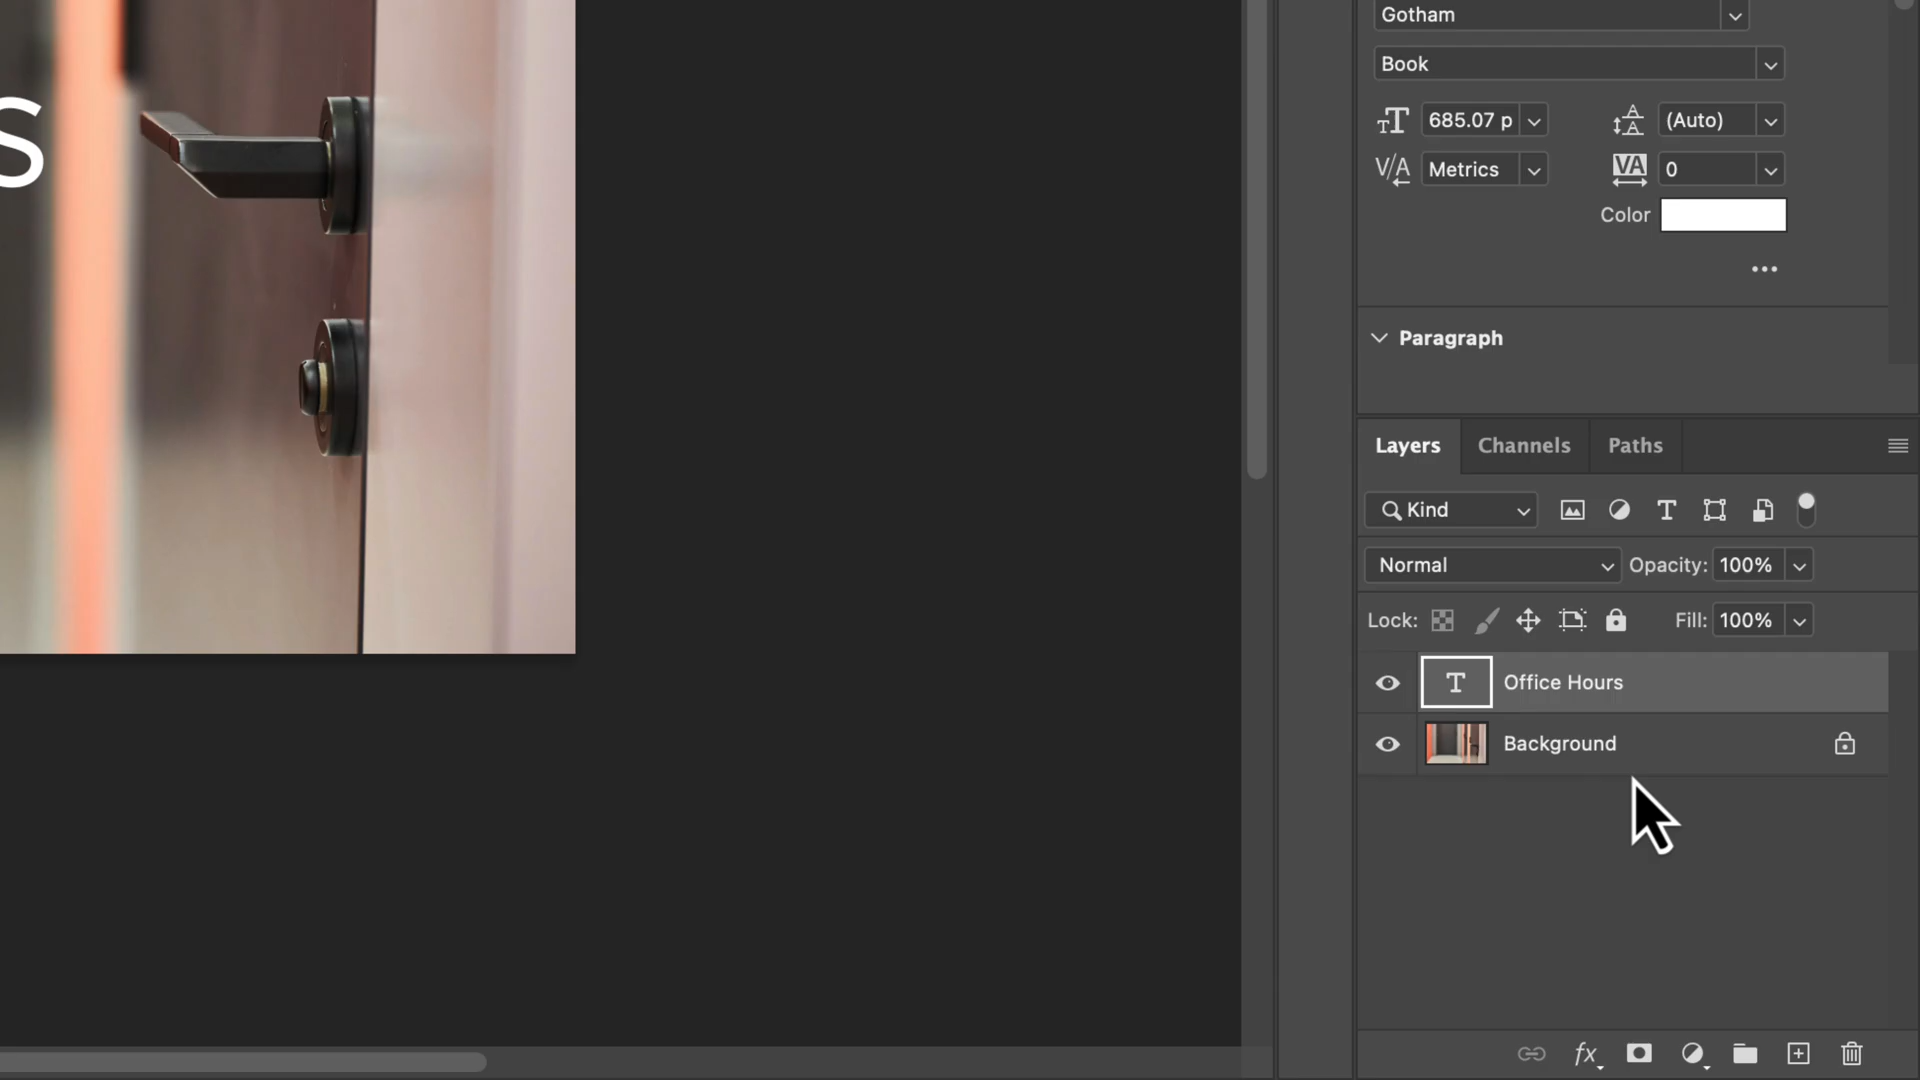 Gotham
Book
685.07 p
(Auto)
Metrics
0
Color
Paragraph
Layers
Channels
Paths
Kind
Normal
Opacity:
100%
Lock:
Fill:
100%
Office Hours
Background
s